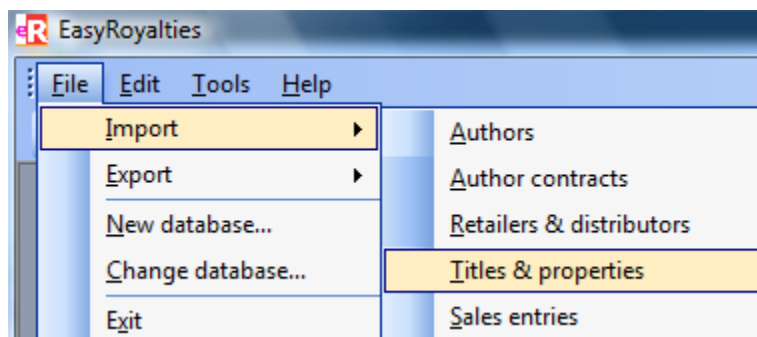 eR EasyRoyalties
File Edit Tools Help
Import
Export
New database...
Change database...
Exit
Authors
Author contracts
Retailers & distributors
Titles & properties
Sales entries